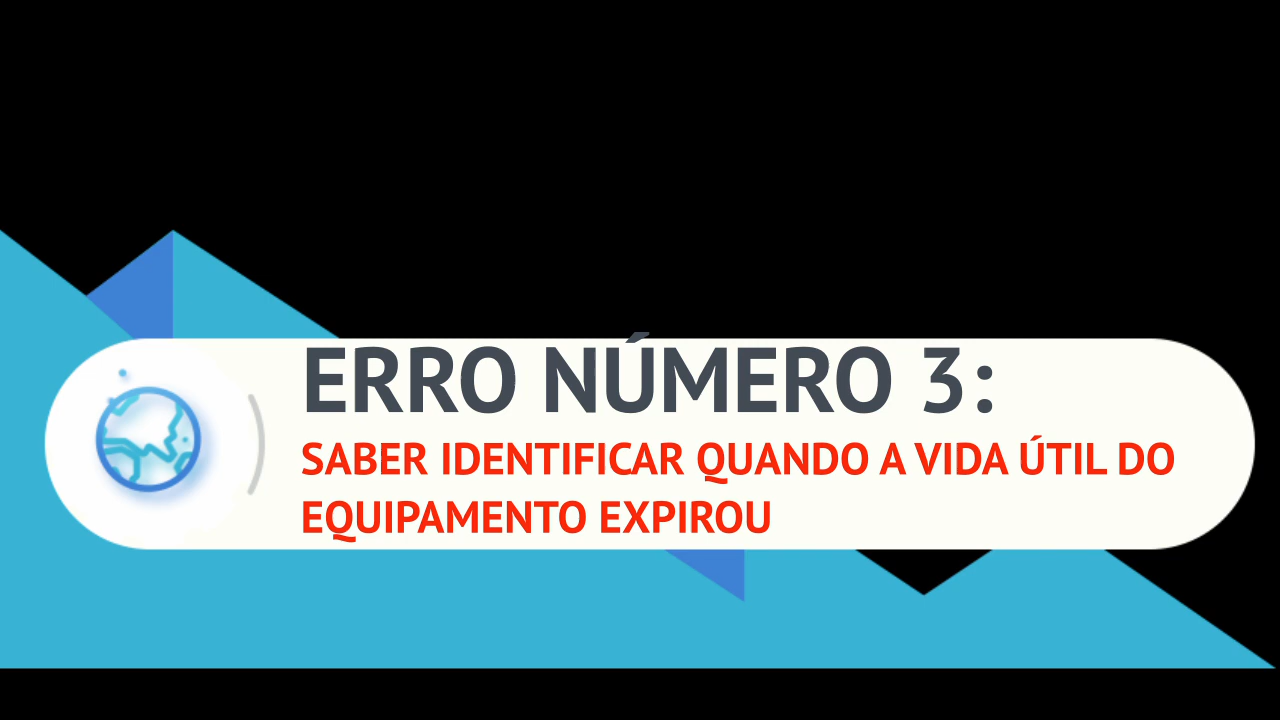 ERRO NÚMERO 3:
SABER IDENTIFICAR QUANDO A VIDA ÚTIL DO
EQUIPAMENTO EXPIROU